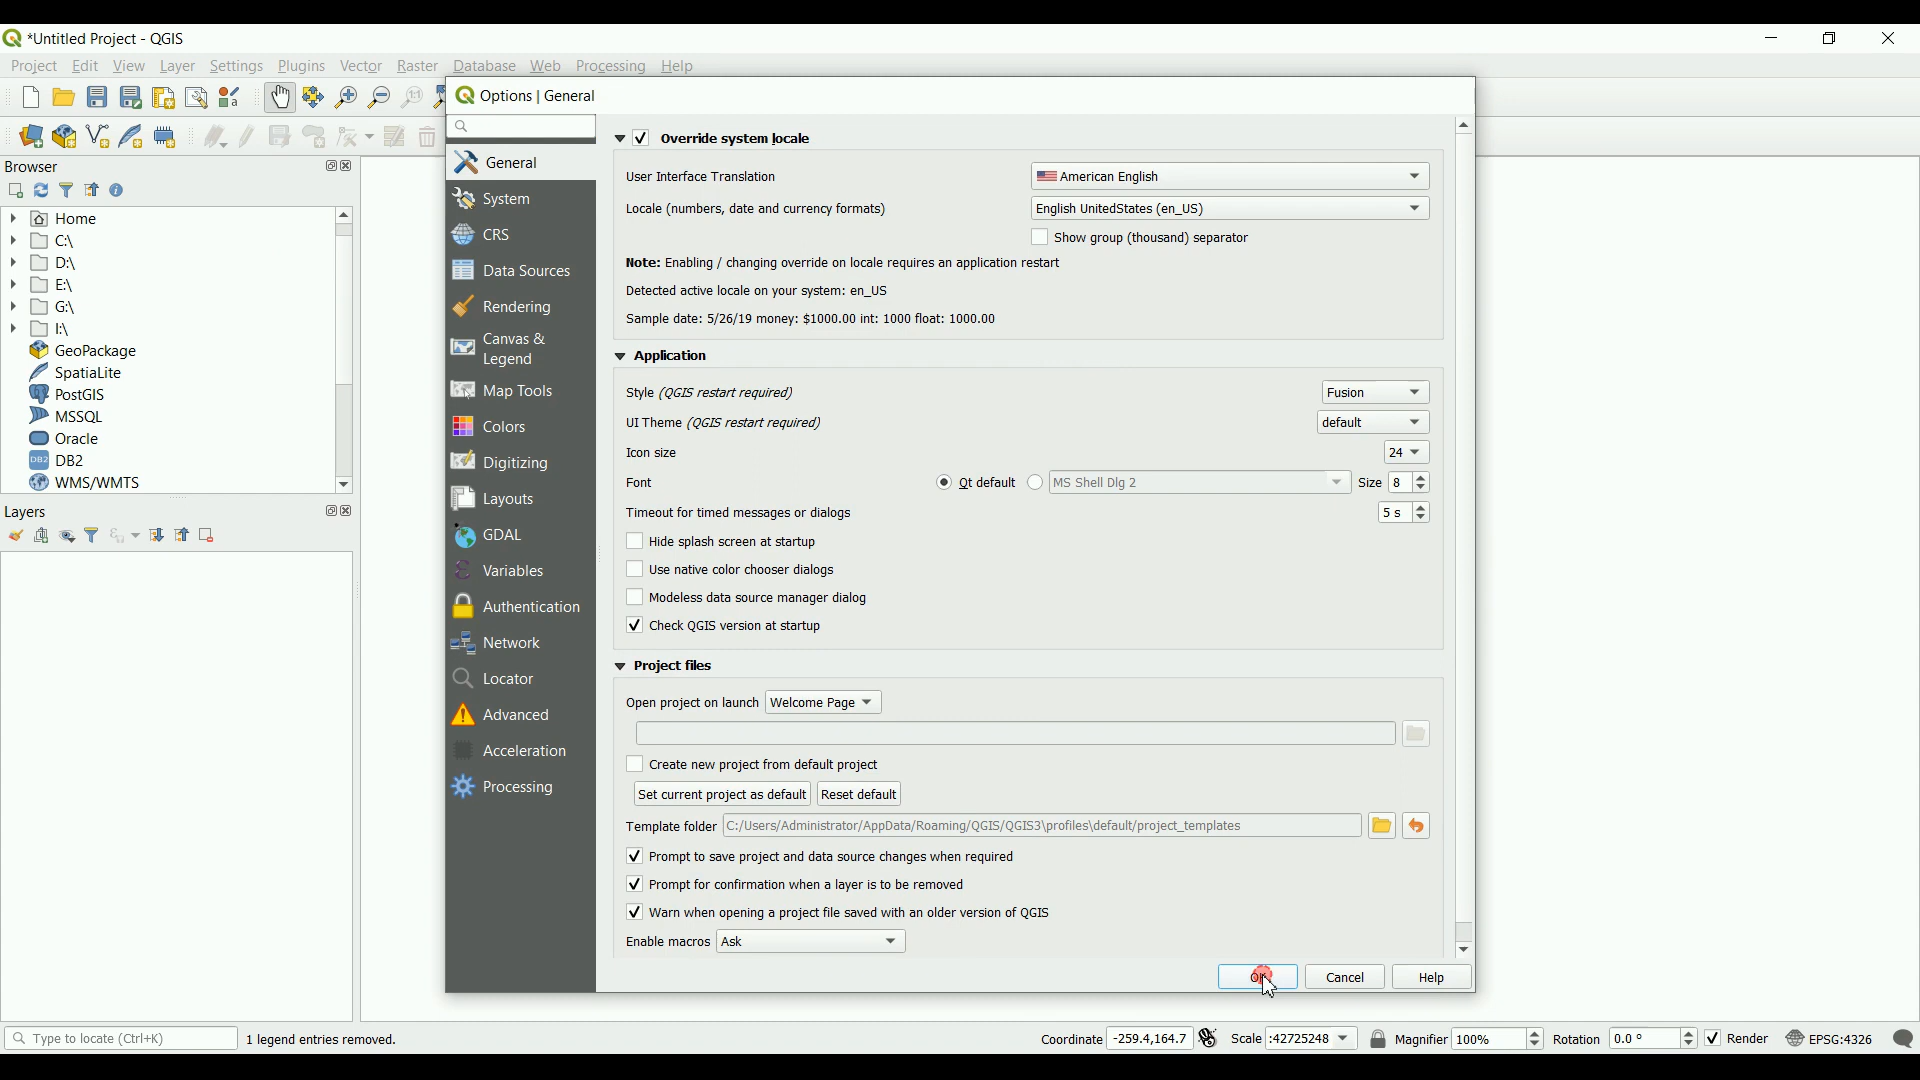 *Untitled Project - QGIS
Project Edit View Layer Settings Plugins Vector Raster Database Web Processing Help
Options | General
Browser
Home
C:\
D:\
E:\
G:\
I:\
GeoPackage
SpatiaLite
PostGIS
MSSQL
Oracle
DB2
WMS/WMTS
Layers
General
System
CRS
Data Sources
Rendering
Canvas &
Legend
Map Tools
Colors
Digitizing
Layouts
GDAL
Variables
Authentication
Network
Locator
Advanced
Acceleration
Processing
Override system locale
User Interface Translation American English
Locale (numbers, date and currency formats) English UnitedStates (en_US)
Show group (thousand) separator
Note: Enabling / changing override on locale requires an application restart
Detected active locale on your system: en_US
Sample date: 5/26/19 money: $1000.00 int: 1000 float: 1000.00
Application
Style (QGIS restart required) Fusion
UI Theme (QGIS restart required) default
Icon size 24
Font Qt default MS Shell Dlg 2 Size 8
Timeout for timed messages or dialogs 5 s
Hide splash screen at startup
Use native color chooser dialogs
Modeless data source manager dialog
Check QGIS version at startup
Project files
Open project on launch Welcome Page
Create new project from default project
Set current project as default Reset default
Template folder C:/Users/Administrator/AppData/Roaming/QGIS/QGIS3\profiles\default/project_templates
Prompt to save project and data source changes when required
Prompt for confirmation when a layer is to be removed
Warn when opening a project file saved with an older version of QGIS
Enable macros Ask
OK Cancel Help
Type to locate (Ctrl+K) 1 legend entries removed. Coordinate -259.4,164.7 Scale :42725248 Magnifier 100% Rotation 0.0 ° Render EPSG:4326